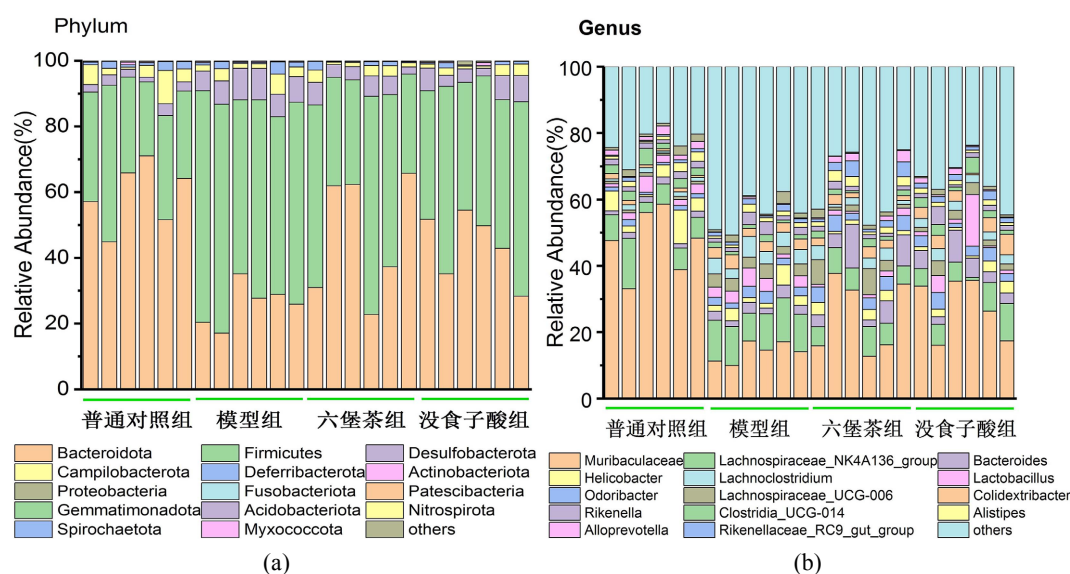 Phylum
Relative Abundance(%)
100
80
60
40
20
0
普通对照组 模型组 六堡茶组 没食子酸组
Bacteroidota Firmicutes Desulfobacterota
Campilobacterota Deferribacterota Actinobacteriota
Proteobacteria Fusobacteriota Patescibacteria
Gemmatimonadota Acidobacteriota Nitrospirota
Spirochaetota Myxococcota others
(a)
Genus
Relative Abundance(%)
100
80
60
40
20
0
普通对照组 模型组 六堡茶组 没食子酸组
Muribaculaceae Lachnospiraceae_NK4A136_group Bacteroides
Helicobacter Lachnoclostridium Lactobacillus
Odoribacter Lachnospiraceae_UCG-006 Colidextribacter
Rikenella Clostridia_UCG-014 Alistipes
Alloprevotella Rikenellaceae_RC9_gut_group others
(b)